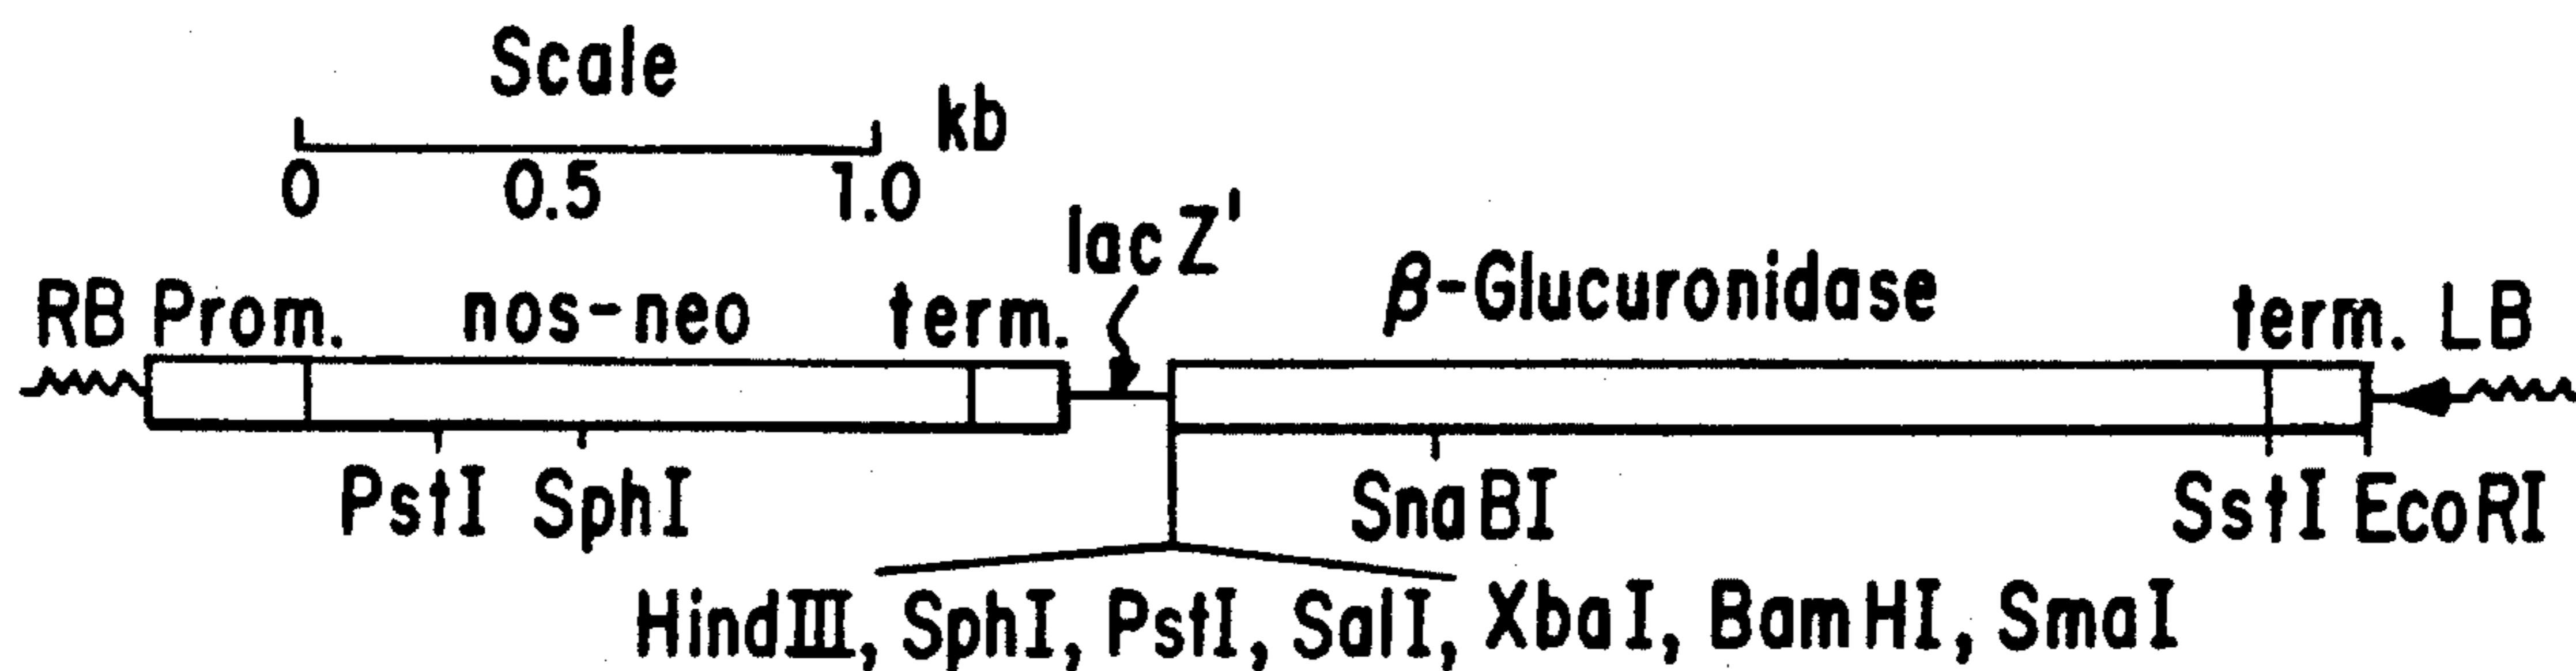 Scale
kb
0 0.5 1.0
lac Z'
RB Prom. nos-neo term. β-Glucuronidase term. LB
PstI SphI SnaBI SstI EcoRI
HindIII, SphI, PstI, SalI, XbaI, BamHI, SmaI